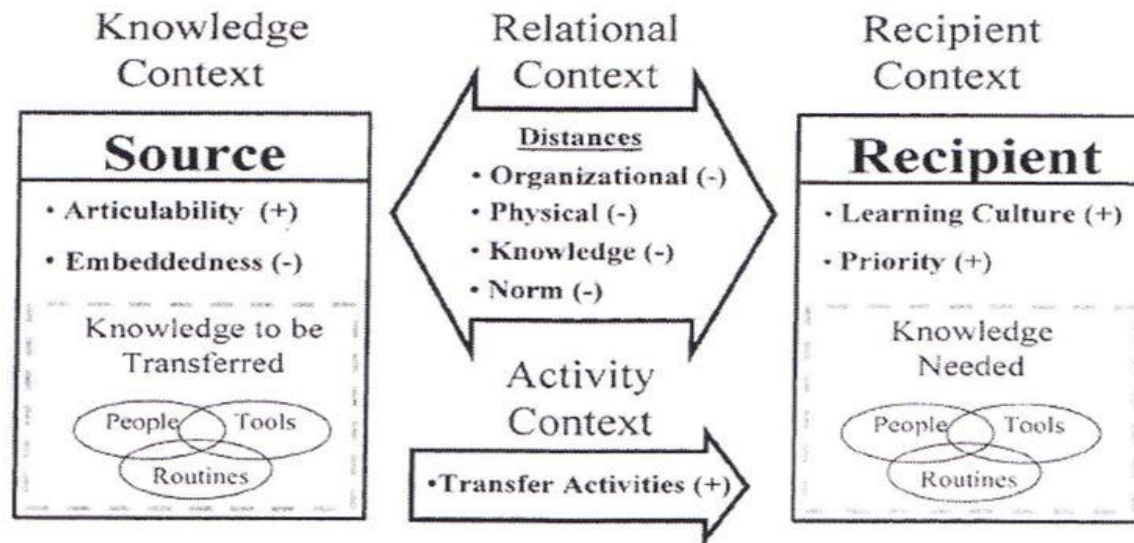 Knowledge
Context
Relational
Context
Recipient
Context
Source
• Articulability (+)
• Embeddedness (-)
Knowledge to be
Transferred
People
Tools
Routines
Distances
• Organizational (-)
• Physical (-)
• Knowledge (-)
• Norm (-)
Activity
Context
•Transfer Activities (+)
Recipient
• Learning Culture (+)
• Priority (+)
Knowledge
Needed
People
Tools
Routines